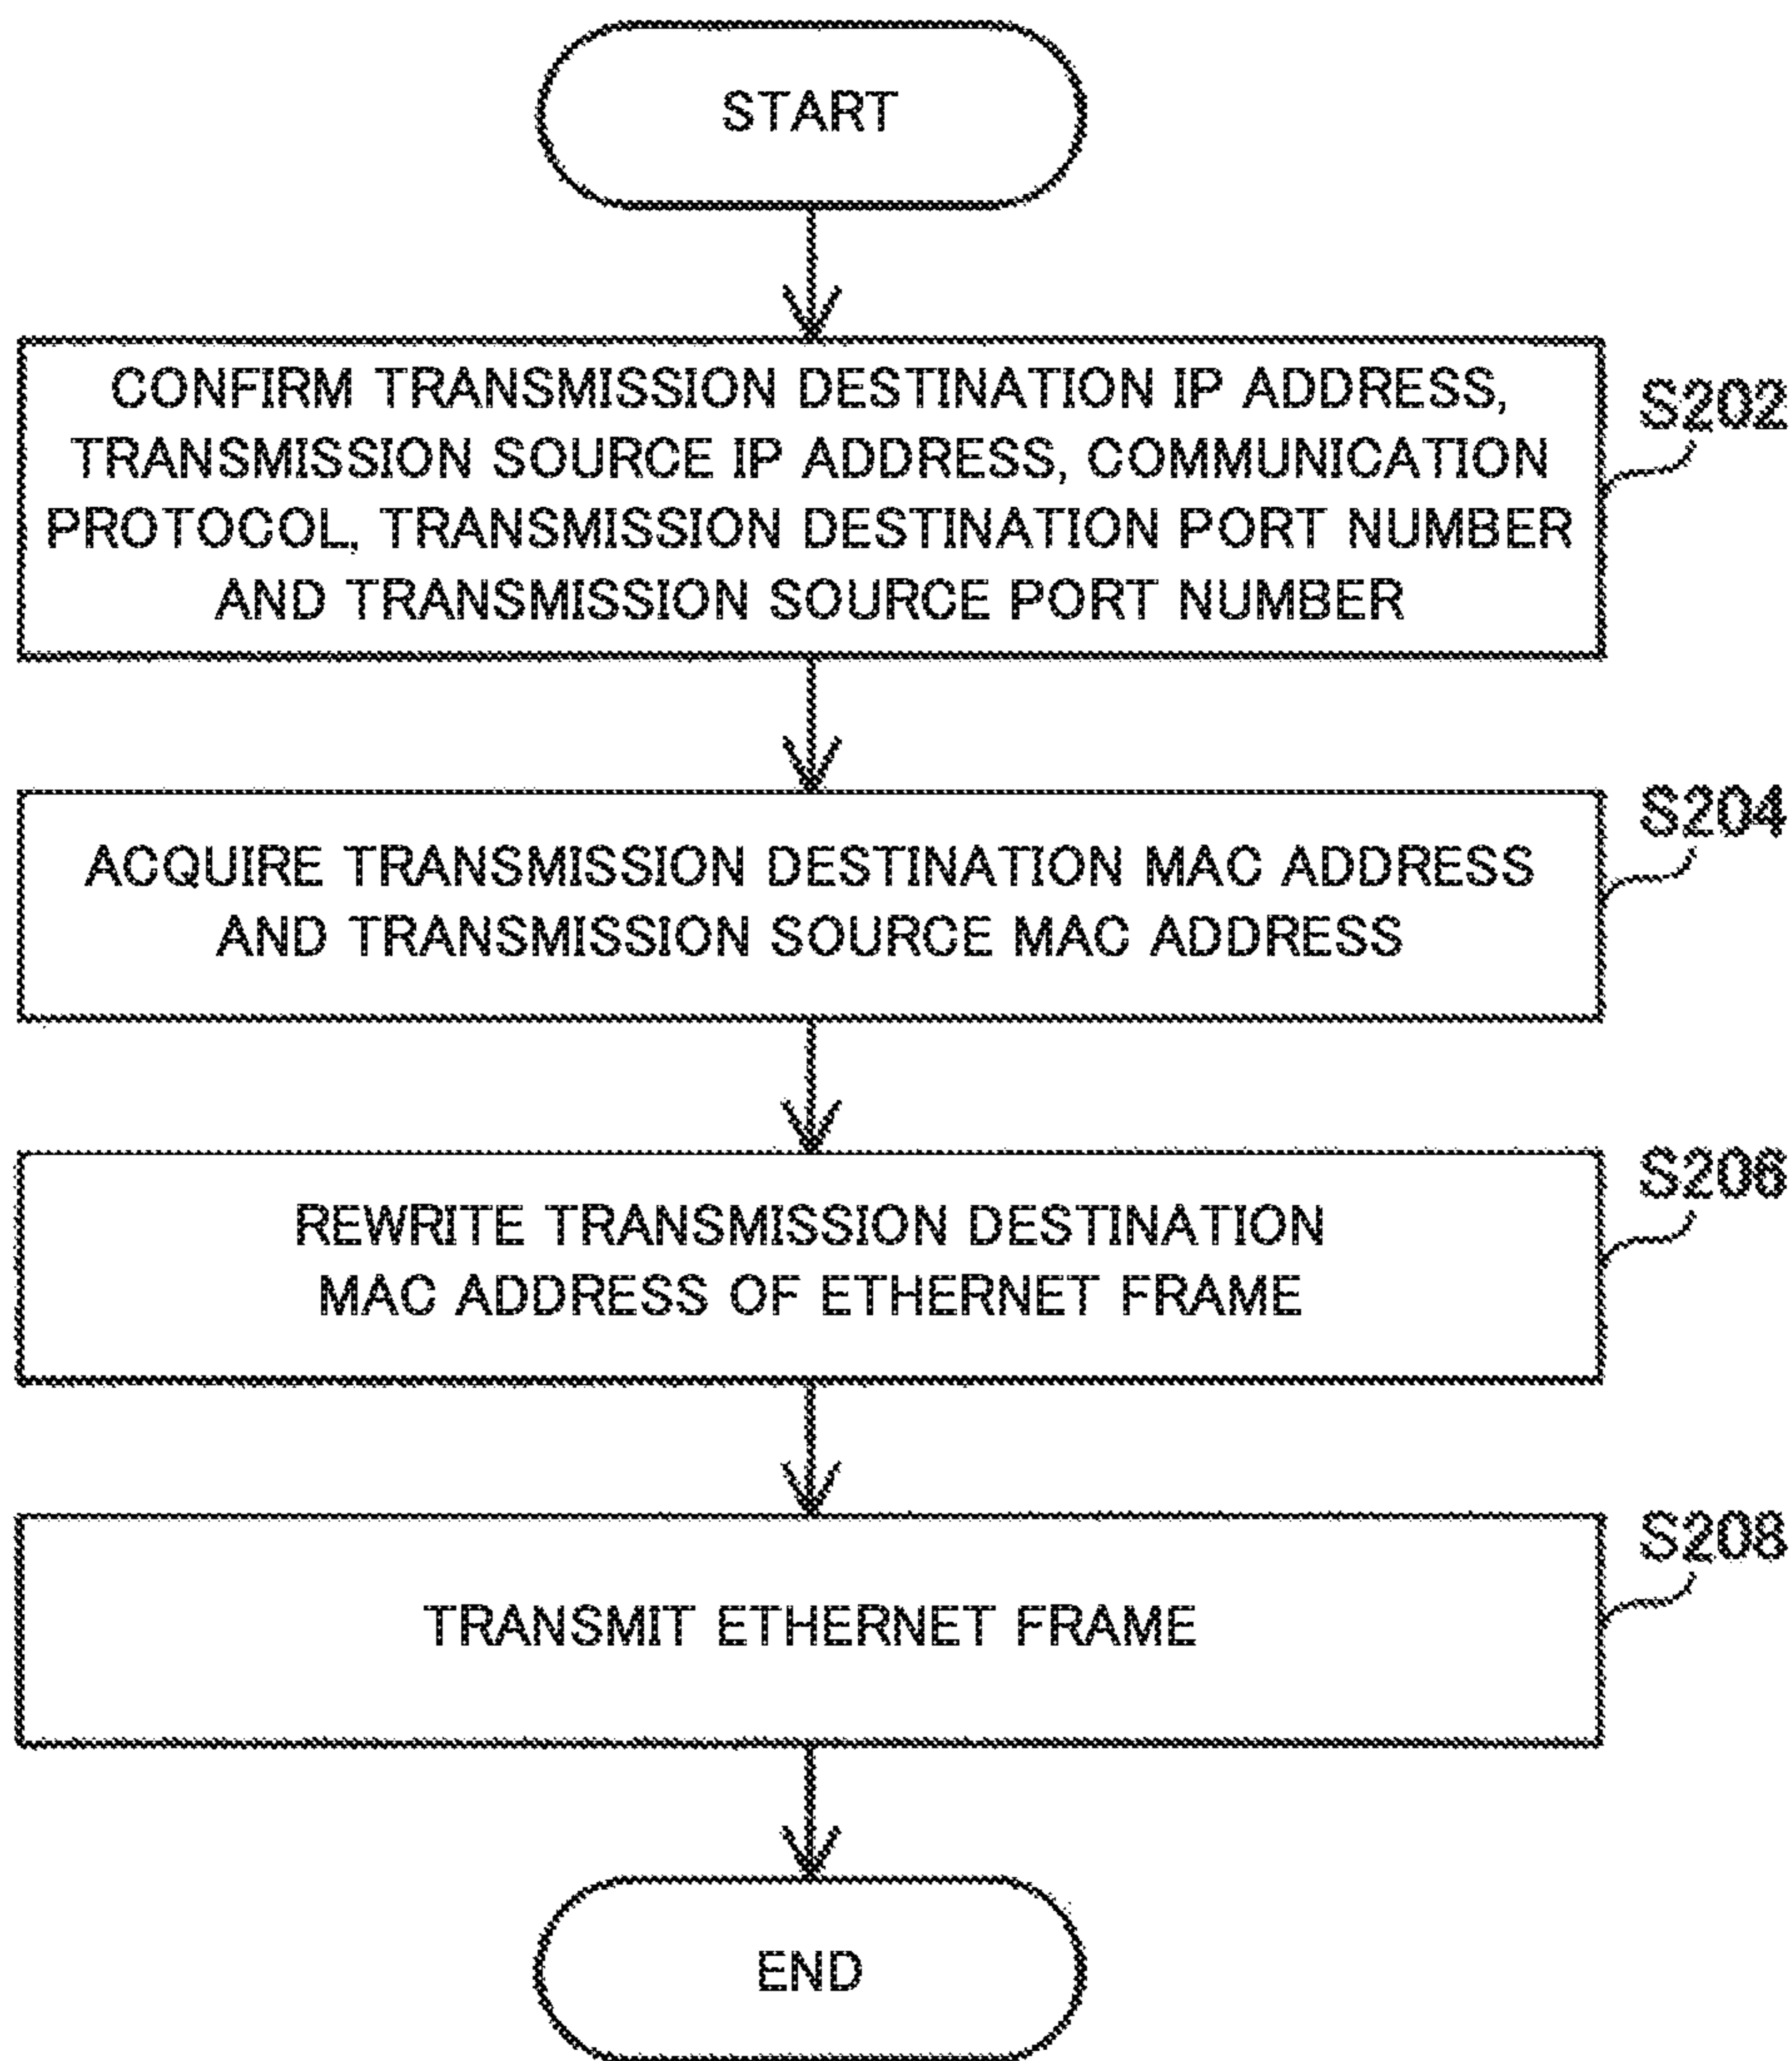 START
CONFIRM TRANSMISSION DESTINATION IP ADDRESS,
TRANSMISSION SOURCE IP ADDRESS, COMMUNICATION
PROTOCOL, TRANSMISSION DESTINATION PORT NUMBER
AND TRANSMISSION SOURCE PORT NUMBER
S202
ACQUIRE TRANSMISSION DESTINATION MAC ADDRESS
AND TRANSMISSION SOURCE MAC ADDRESS
S204
REWRITE TRANSMISSION DESTINATION
MAC ADDRESS OF ETHERNET FRAME
S206
TRANSMIT ETHERNET FRAME
S208
END